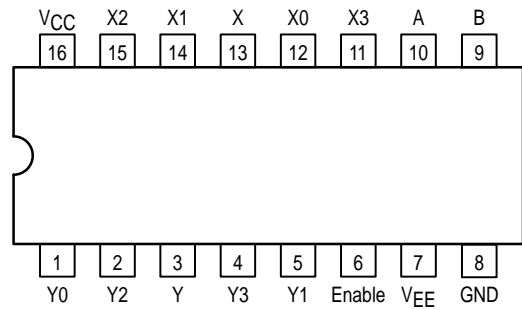 VCC X2 X1 X X0 X3 A B
16 15 14 13 12 11 10 9
1 2 3 4 5 6 7 8
Y0 Y2 Y Y3 Y1 Enable VEE GND